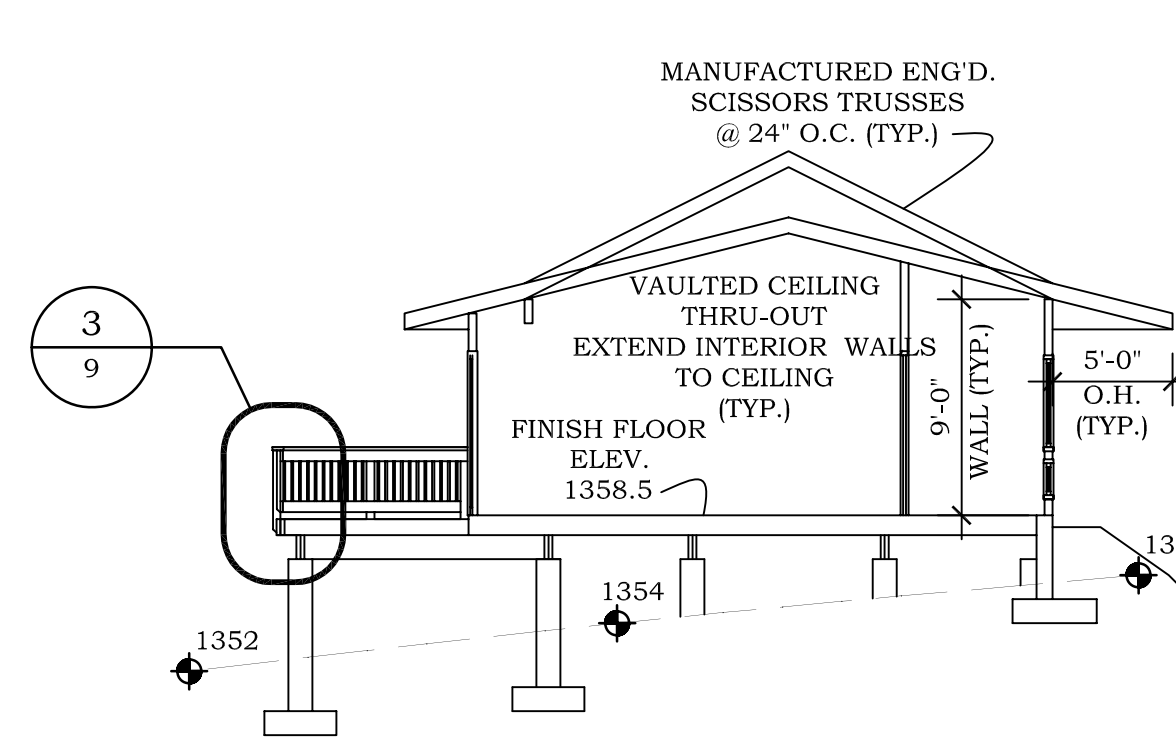 MANUFACTURED ENG'D.
SCISSORS TRUSSES
@ 24" O.C. (TYP.)
VAULTED CEILING
THRU-OUT
EXTEND INTERIOR WALLS
TO CEILING
(TYP.)
3
9
9'-0"
WALL (TYP.)
5'-0"
O.H.
(TYP.)
FINISH FLOOR
ELEV.
1358.5
13
1354
1352